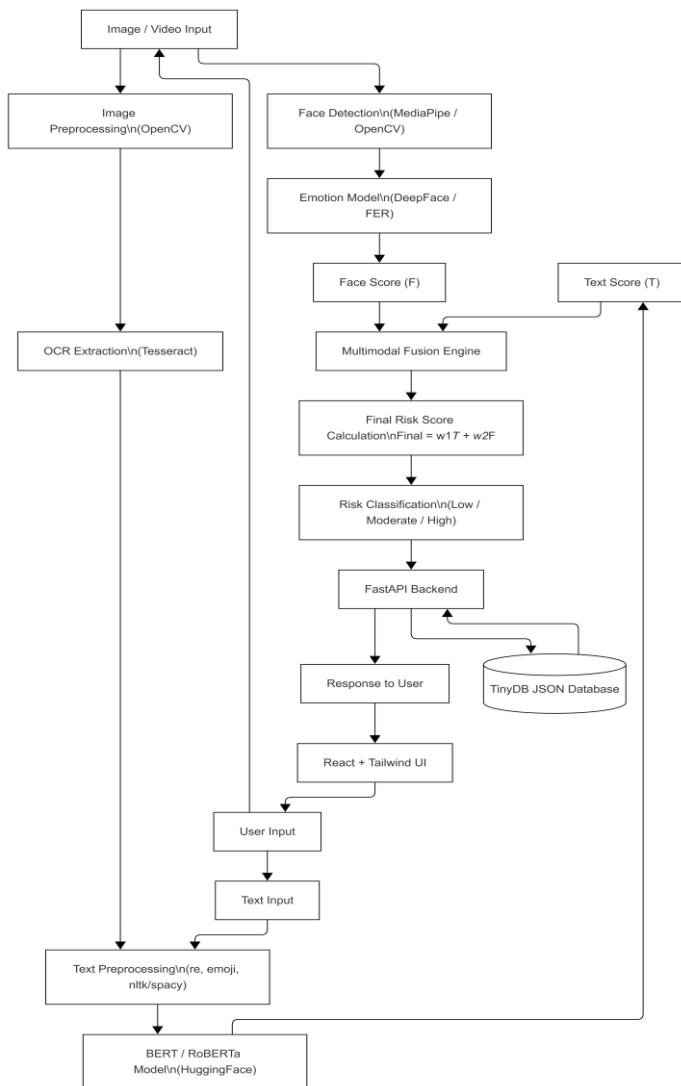 Image / Video Input
Image
Preprocessing\n(OpenCV)
Face Detection\n(MediaPipe /
OpenCV)
Emotion Model\n(DeepFace /
FER)
Face Score (F)
Text Score (T)
OCR Extraction\n(Tesseract)
Multimodal Fusion Engine
Final Risk Score
Calculation\nFinal = w1T + w2F
Risk Classification\n(Low /
Moderate / High)
FastAPI Backend
TinyDB JSON Database
Response to User
React + Tailwind UI
User Input
Text Input
Text Preprocessing\n(re, emoji,
nltk/spacy)
BERT / RoBERTa
Model\n(HuggingFace)